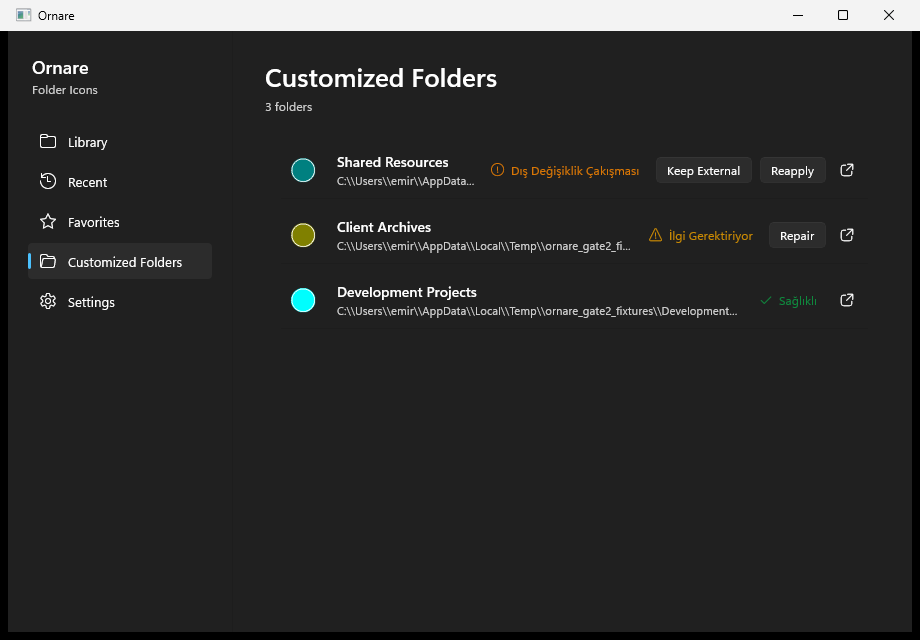 Ornare
Ornare
Folder Icons
Library
Recent
Favorites
Customized Folders
Settings
Customized Folders
3 folders
Shared Resources
C:\\Users\\emir\\AppData...
Dış Değişiklik Çakışması
Keep External
Reapply
Client Archives
C:\\Users\\emir\\AppData\\Local\\Temp\\ornare_gate2_fi...
İlgi Gerektiriyor
Repair
Development Projects
C:\\Users\\emir\\AppData\\Local\\Temp\\ornare_gate2_fixtures\\Development...
Sağlıklı